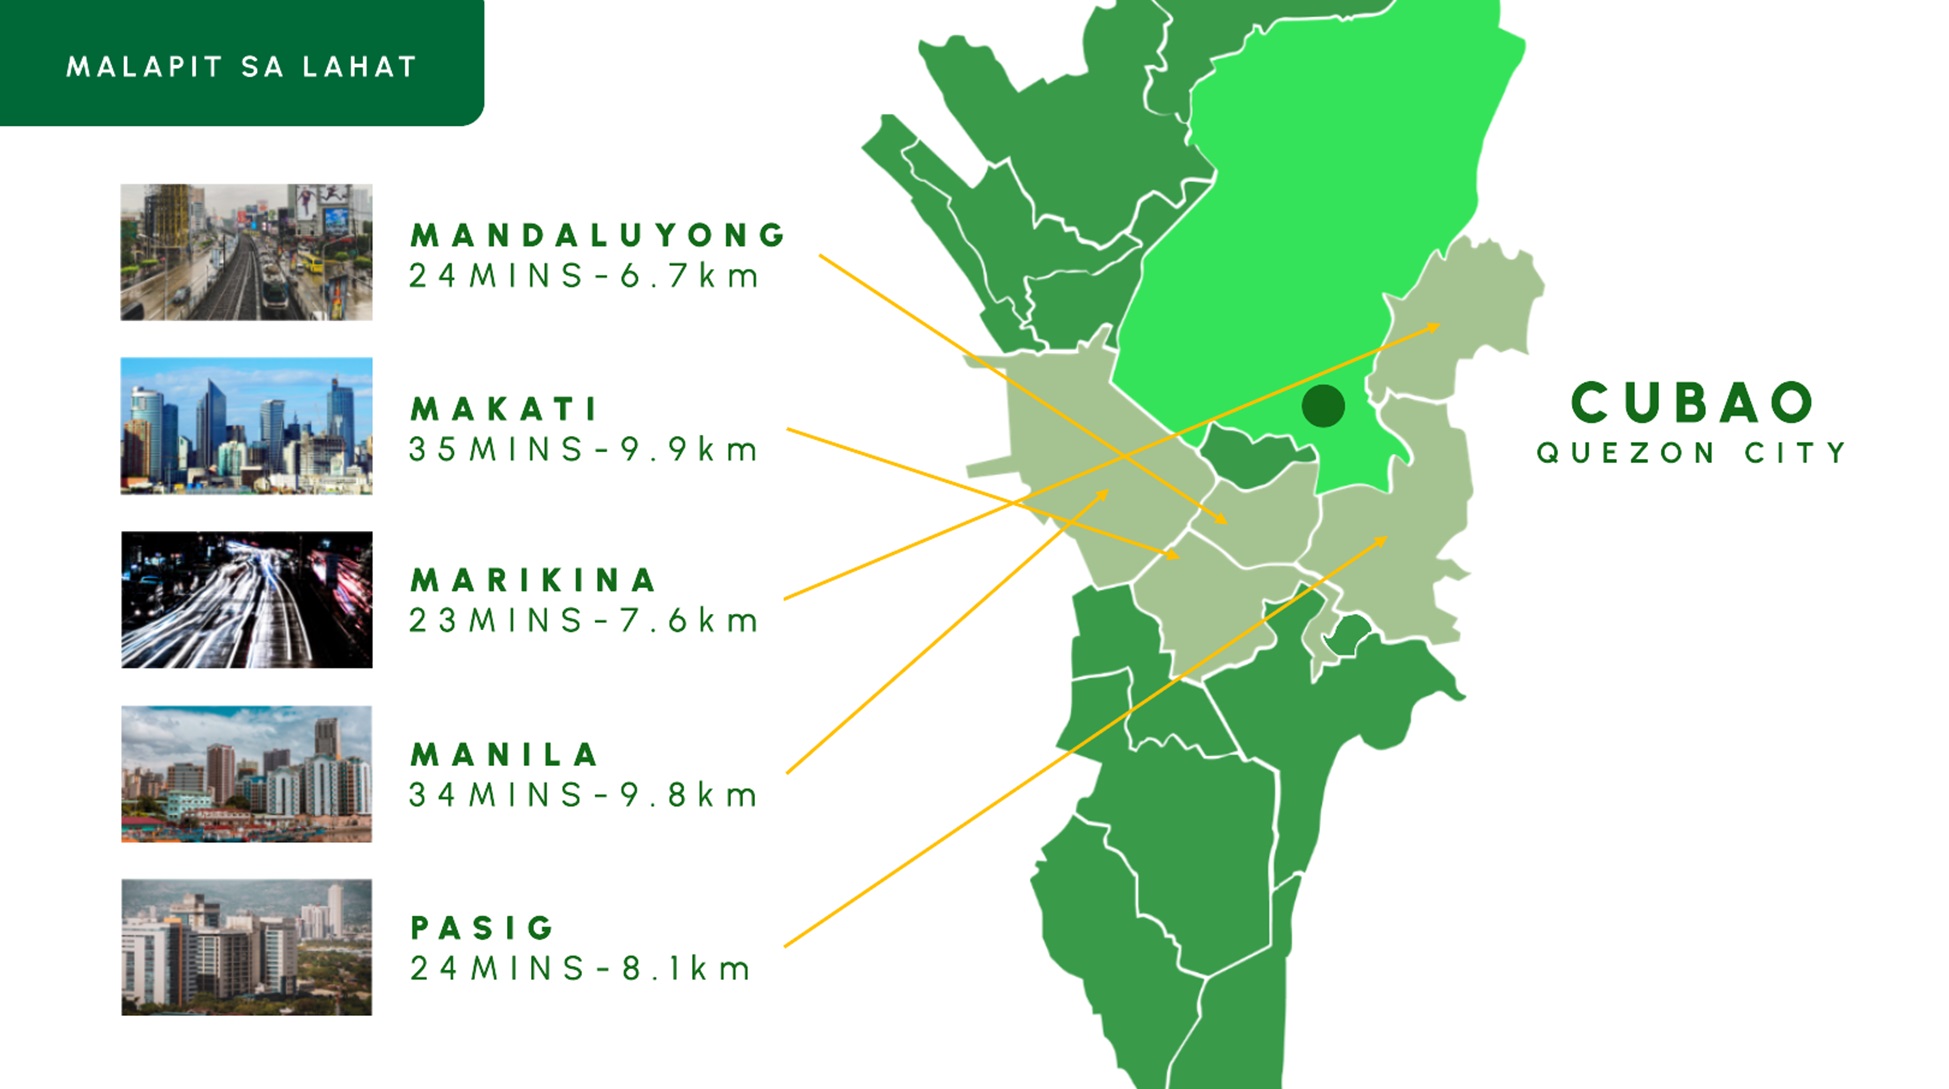 MALAPIT SA LAHAT
MANDALUYONG
24MINS-6.7km
MAKATI
35MINS-9.9km
MARIKINA
23MINS-7.6km
MANILA
34MINS-9.8km
PASIG
24MINS-8.1km
CUBAO
QUEZON CITY